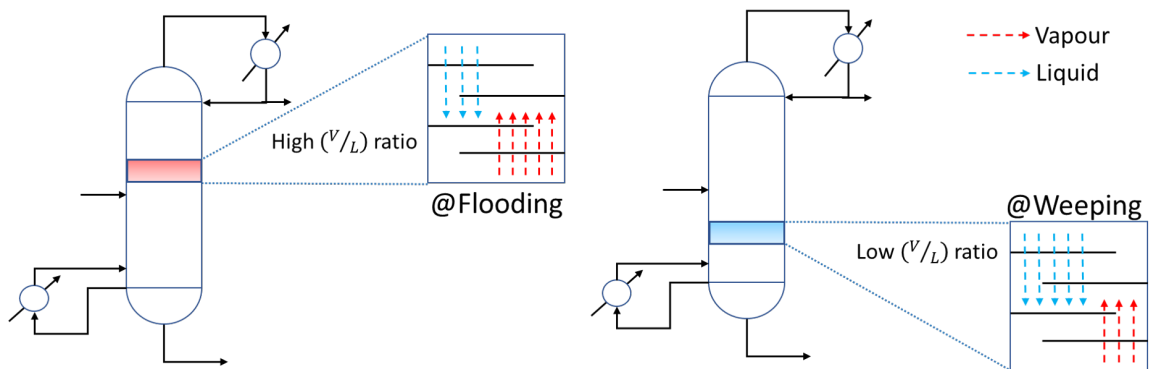 High (V/L) ratio
@Flooding
Vapour
Liquid
@Weeping
Low (V/L) ratio